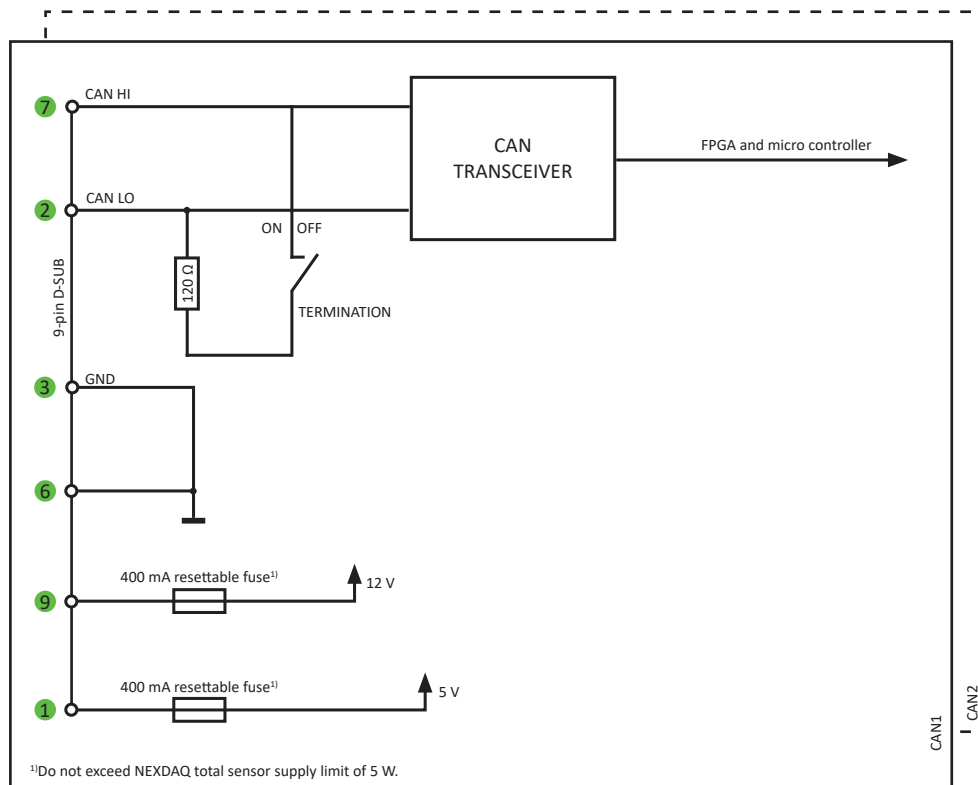 7
CAN HI
CAN
TRANSCEIVER
FPGA and micro controller
2
CAN LO
ON
OFF
120 Ω
TERMINATION
9-pin D-SUB
3
GND
6
400 mA resettable fuse1)
12 V
9
400 mA resettable fuse1)
5 V
1
CAN1
CAN2
1)Do not exceed NEXDAQ total sensor supply limit of 5 W.